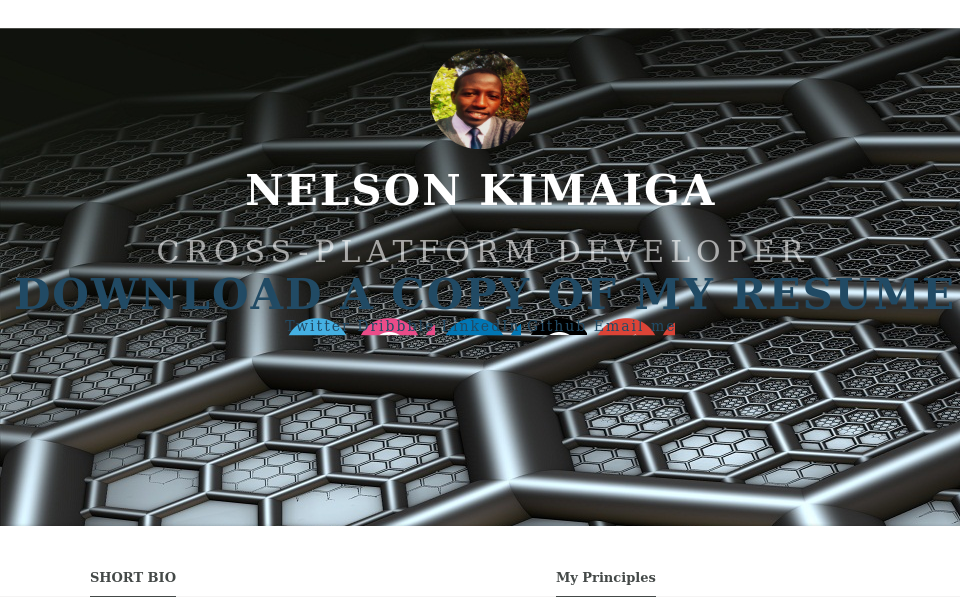 NELSON KIMAIGA
CROSS-PLATFORM DEVELOPER
DOWNLOAD A COPY OF MY RESUME
Twitter Dribbble Linkedin Github Email me
SHORT BIO
My Principles